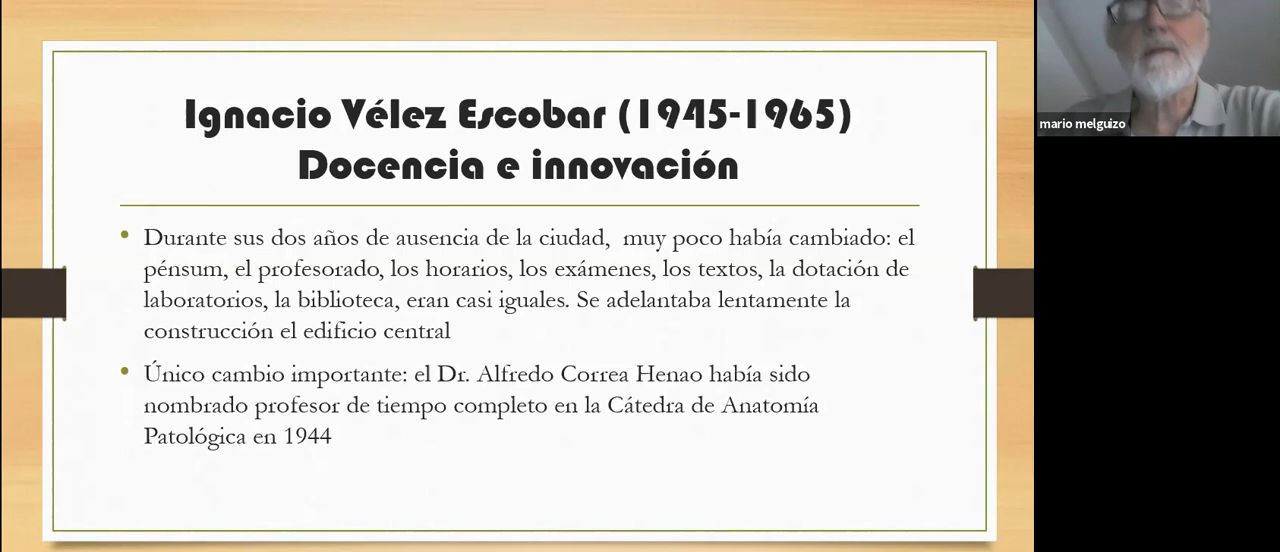 Ignacio Vélez Escobar (1945-1965)
Docencia e innovación
• Durante sus dos años de ausencia de la ciudad, muy poco había cambiado: el
pénsum, el profesorado, los horarios, los exámenes, los textos, la dotación de
laboratorios, la biblioteca, eran casi iguales. Se adelantaba lentamente la
construcción el edificio central
• Único cambio importante: el Dr. Alfredo Correa Henao había sido
nombrado profesor de tiempo completo en la Cátedra de Anatomía
Patológica en 1944
mario melguizo